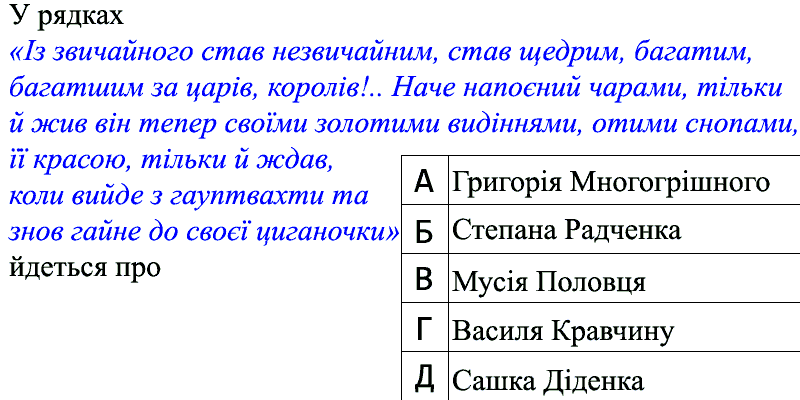 У рядках
«Із звичайного став незвичайним, став щедрим, багатим,
багатшим за царів, королів!.. Наче напоєний чарами, тільки
й жив він тепер своїми золотими видіннями, отими снопами,
її красою, тільки й ждав,
коли вийде з гауптвахти та
знов гайне до своєї циганочки»
йдеться про
А Григорія Многогрішного
Б Степана Радченка
В Мусія Половця
Г Василя Кравчину
Д Сашка Діденка